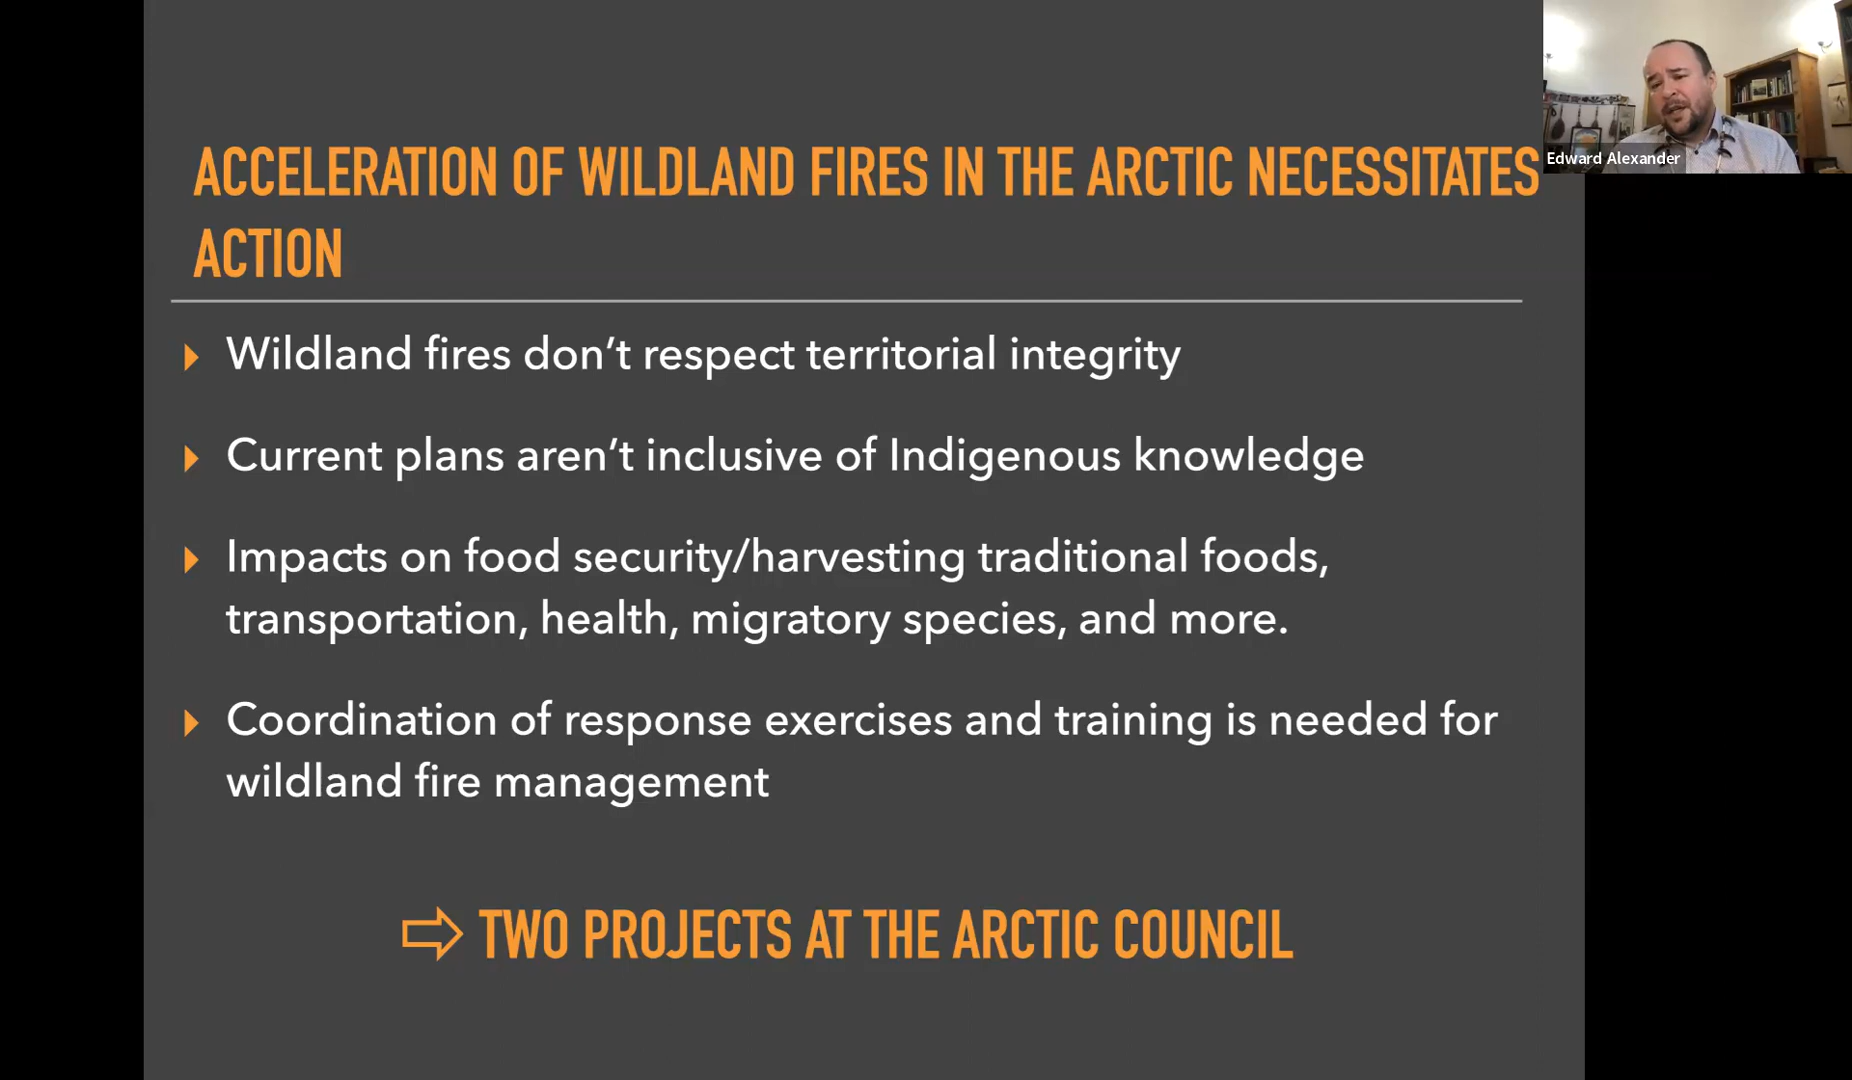 ACCELERATION OF WILDLAND FIRES IN THE ARCTIC NECESSITATES
ACTION
Edward Alexander
Wildland fires don’t respect territorial integrity
Current plans aren’t inclusive of Indigenous knowledge
Impacts on food security/harvesting traditional foods,
transportation, health, migratory species, and more.
Coordination of response exercises and training is needed for
wildland fire management
⇨ TWO PROJECTS AT THE ARCTIC COUNCIL